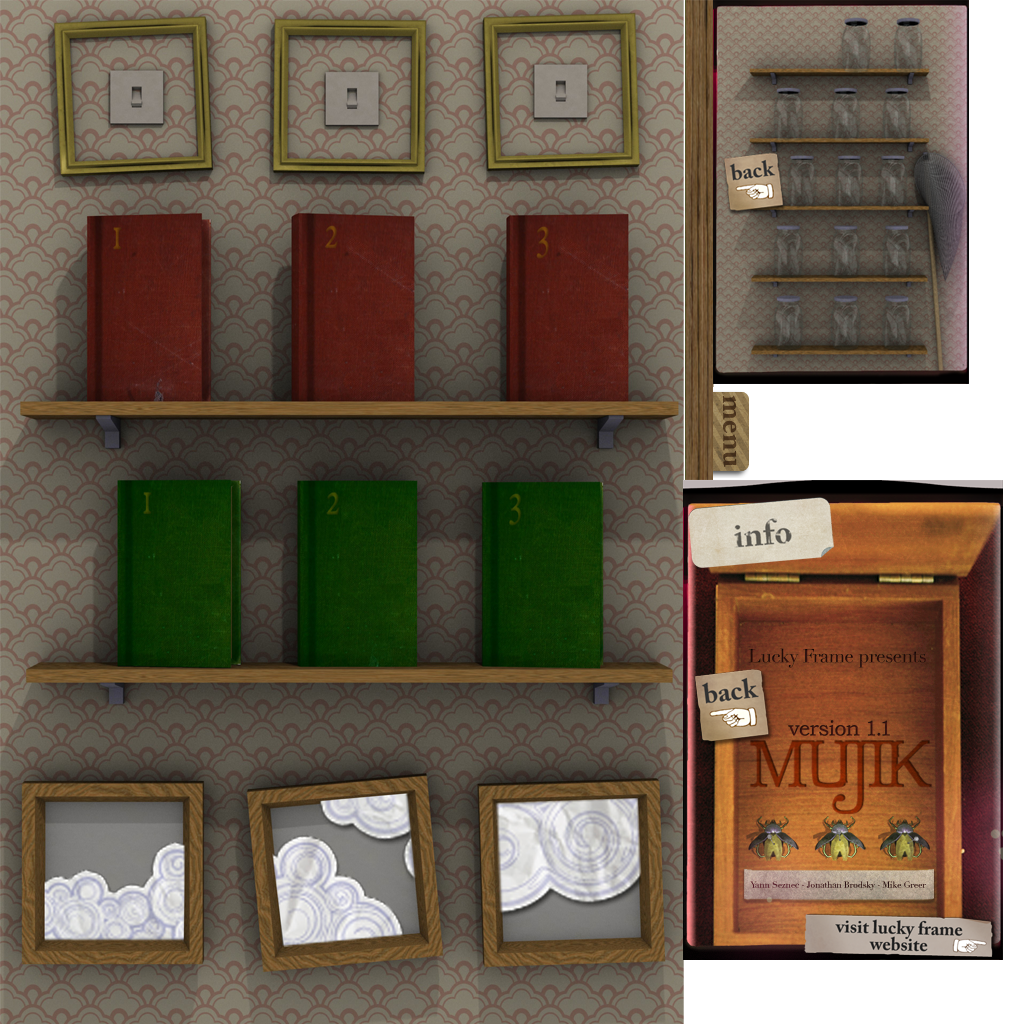 1
2
3
1
2
3
back
menu
info
Lucky Frame presents
back
version 1.1
MUJIK
Yann Seznec - Jonathan Brodsky - Mike Greer
visit lucky frame
website